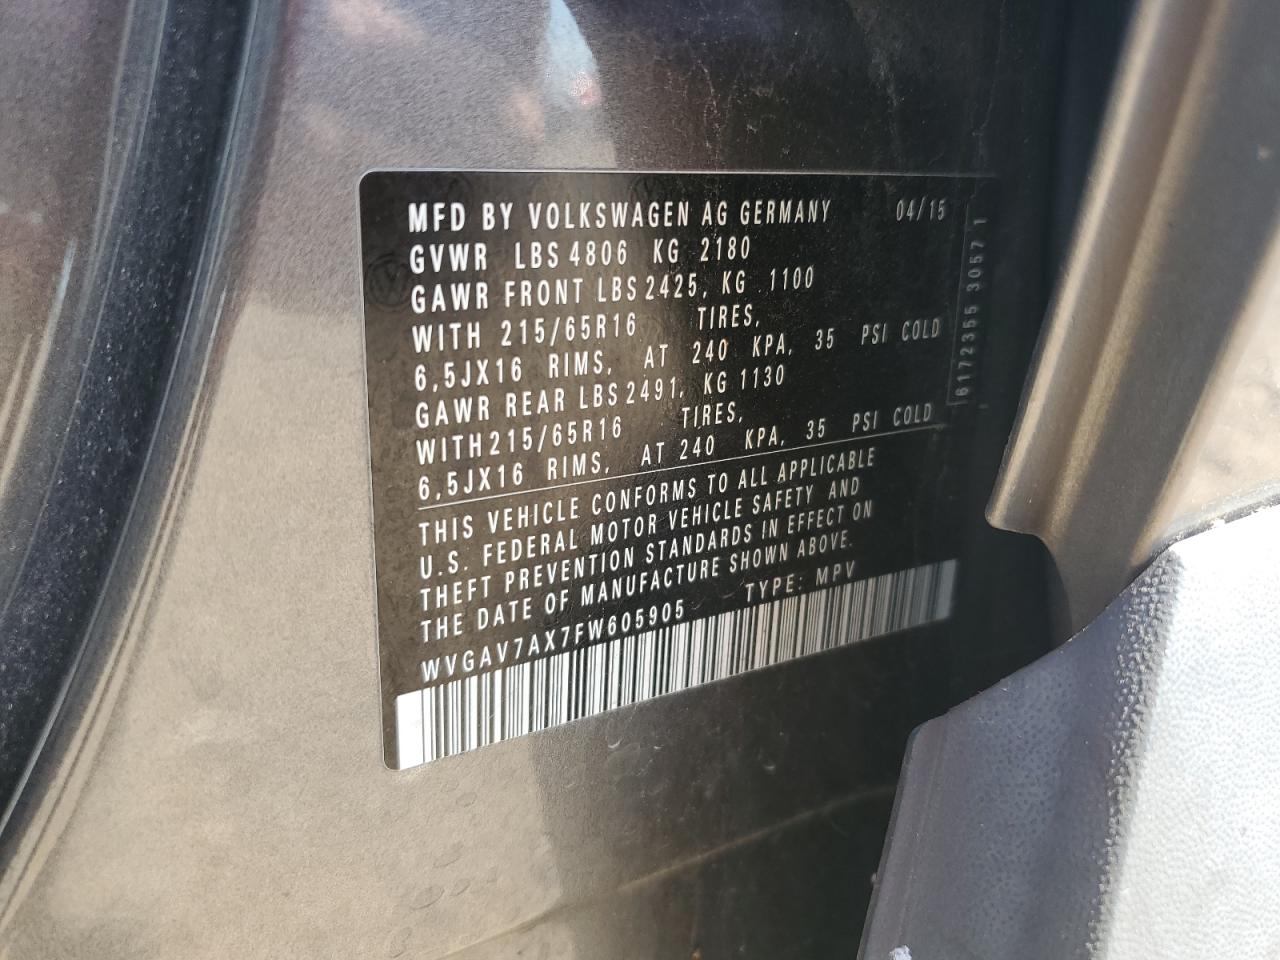 MFD BY VOLKSWAGEN AG GERMANY 04/15
GVWR LBS 4806 KG 2180
GAWR FRONT LBS 2425, KG 1100
WITH 215/65R16 TIRES,
6,5JX16 RIMS, AT 240 KPA, 35 PSI COLD
GAWR REAR LBS 2491, KG 1130
WITH 215/65R16 TIRES,
6,5JX16 RIMS, AT 240 KPA, 35 PSI COLD
THIS VEHICLE CONFORMS TO ALL APPLICABLE
U.S. FEDERAL MOTOR VEHICLE SAFETY AND
THEFT PREVENTION STANDARDS IN EFFECT ON
THE DATE OF MANUFACTURE SHOWN ABOVE.
WVGAV7AX7FW605905 TYPE: MPV
6172355 3057 1